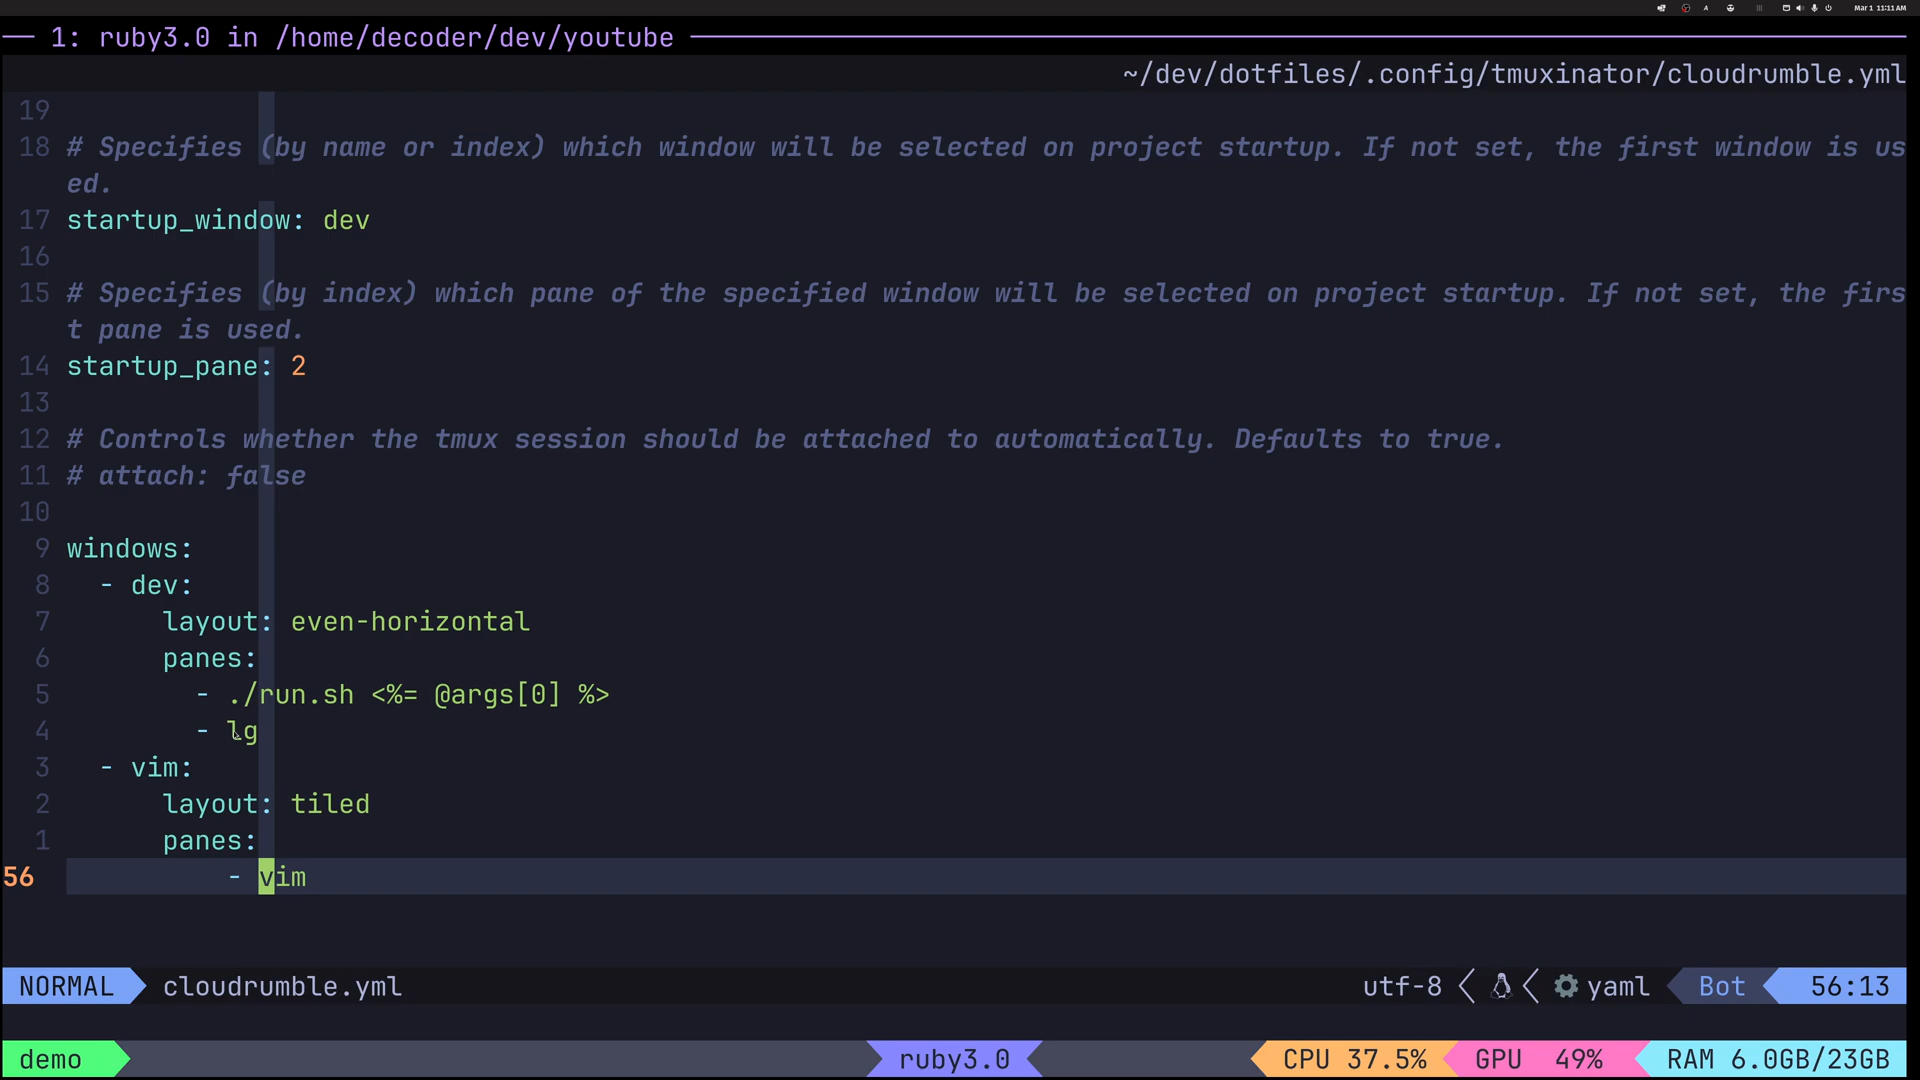 Mar 1 11:11 AM
1: ruby3.0 in /home/decoder/dev/youtube
~/dev/dotfiles/.config/tmuxinator/cloudrumble.yml
19
18 # Specifies (by name or index) which window will be selected on project startup. If not set, the first window is us
ed.
17 startup_window: dev
16
15 # Specifies (by index) which pane of the specified window will be selected on project startup. If not set, the firs
t pane is used.
14 startup_pane: 2
13
12 # Controls whether the tmux session should be attached to automatically. Defaults to true.
11 # attach: false
10
9 windows:
8   - dev:
7       layout: even-horizontal
6       panes:
5         - ./run.sh <%= @args[0] %>
4         - lg
3   - vim:
2       layout: tiled
1       panes:
56           - vim
NORMAL cloudrumble.yml utf-8 yaml Bot 56:13
demo ruby3.0 CPU 37.5% GPU 49% RAM 6.0GB/23GB